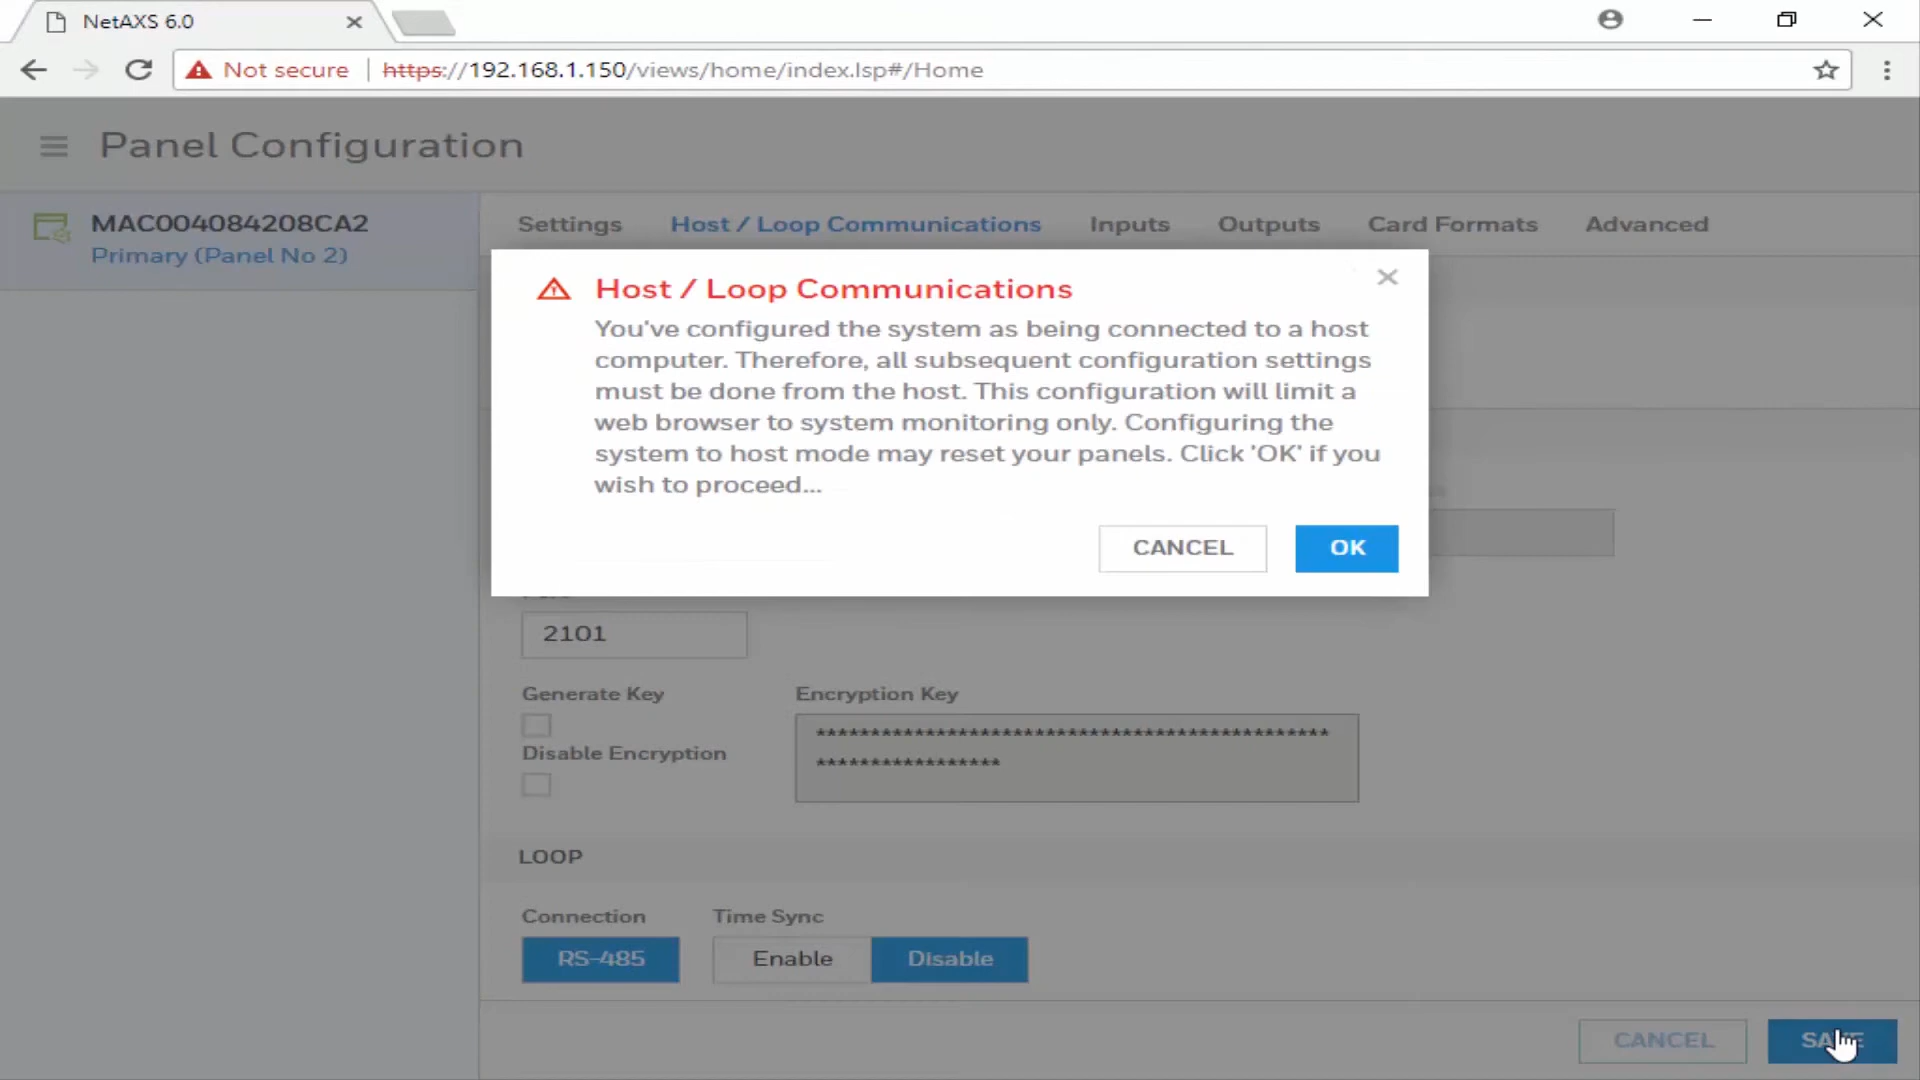 NetAXS 6.0
Not secure | https://192.168.1.150/views/home/index.lsp#/Home
Panel Configuration
MAC004084208CA2
Primary (Panel No 2)
Settings
Host / Loop Communications
Inputs
Outputs
Card Formats
Advanced
Host / Loop Communications
You've configured the system as being connected to a host
computer. Therefore, all subsequent configuration settings
must be done from the host. This configuration will limit a
web browser to system monitoring only. Configuring the
system to host mode may reset your panels. Click 'OK' if you
wish to proceed...
CANCEL
OK
2101
Generate Key
Encryption Key
***********************************************
*****************
Disable Encryption
LOOP
Connection
Time Sync
RS-485
Enable
Disable
CANCEL